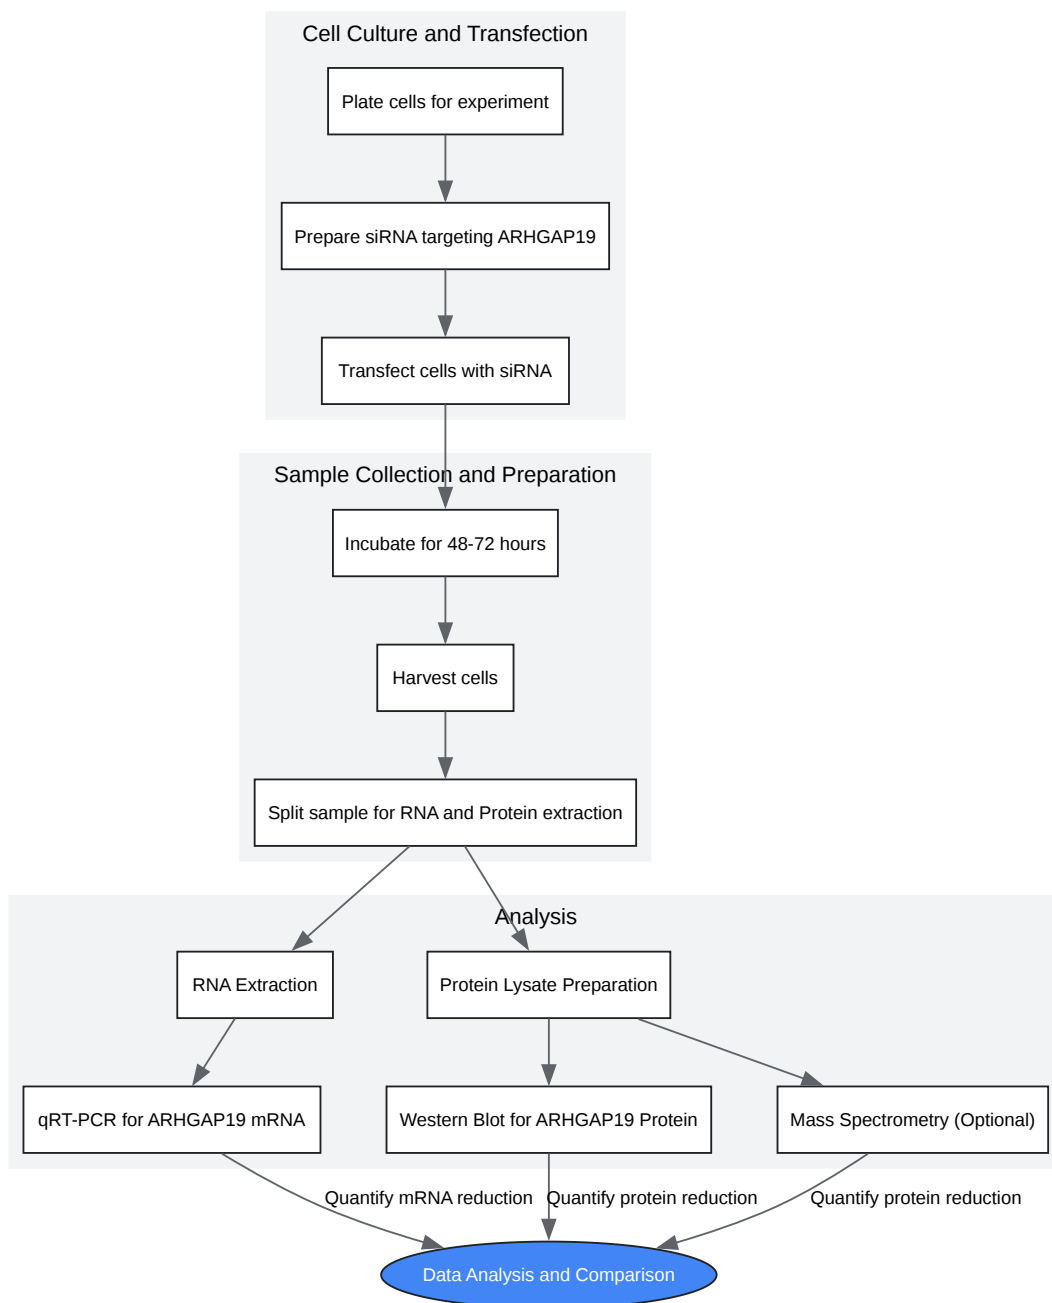 Cell Culture and Transfection
Plate cells for experiment
Prepare siRNA targeting ARHGAP19
Transfect cells with siRNA
Sample Collection and Preparation
Incubate for 48-72 hours
Harvest cells
Split sample for RNA and Protein extraction
Analysis
RNA Extraction
Protein Lysate Preparation
qRT-PCR for ARHGAP19 mRNA
Western Blot for ARHGAP19 Protein
Mass Spectrometry (Optional)
Quantify mRNA reduction
Quantify protein reduction
Quantify protein reduction
Data Analysis and Comparison